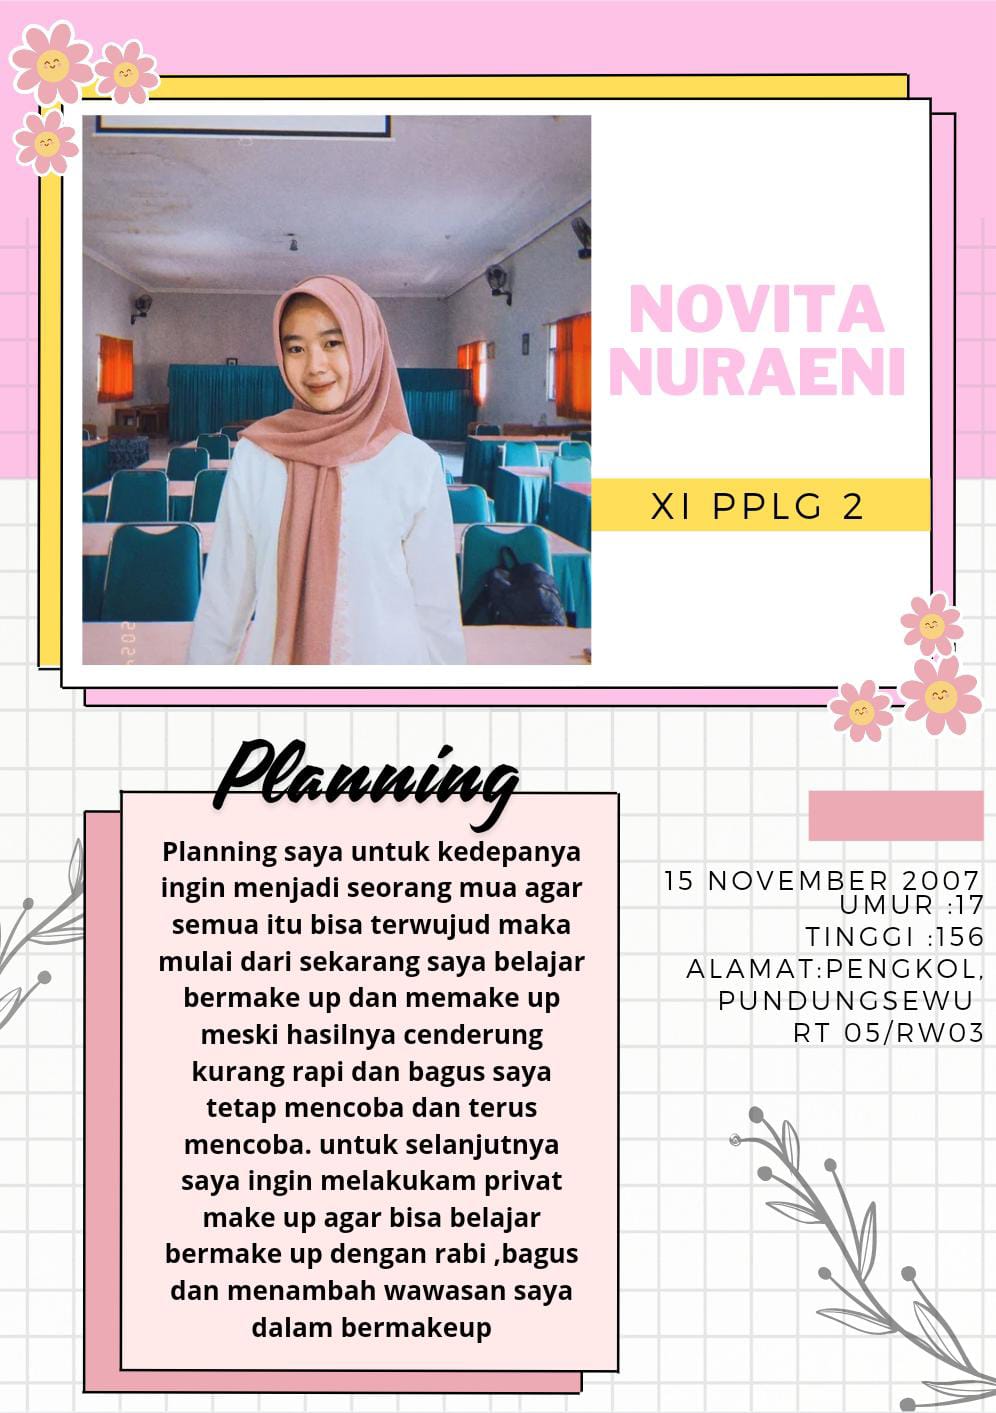 NOVITA
NURAENI
XI PPLG 2
Planning
Planning saya untuk kedepanya
ingin menjadi seorang mua agar
semua itu bisa terwujud maka
mulai dari sekarang saya belajar
bermake up dan memake up
meski hasilnya cenderung
kurang rapi dan bagus saya
tetap mencoba dan terus
mencoba. untuk selanjutnya
saya ingin melakukam privat
make up agar bisa belajar
bermake up dengan rabi ,bagus
dan menambah wawasan saya
dalam bermakeup
15 NOVEMBER 2007
UMUR :17
TINGGI :156
ALAMAT:PENGKOL,
PUNDUNGSEWU
RT 05/RW03